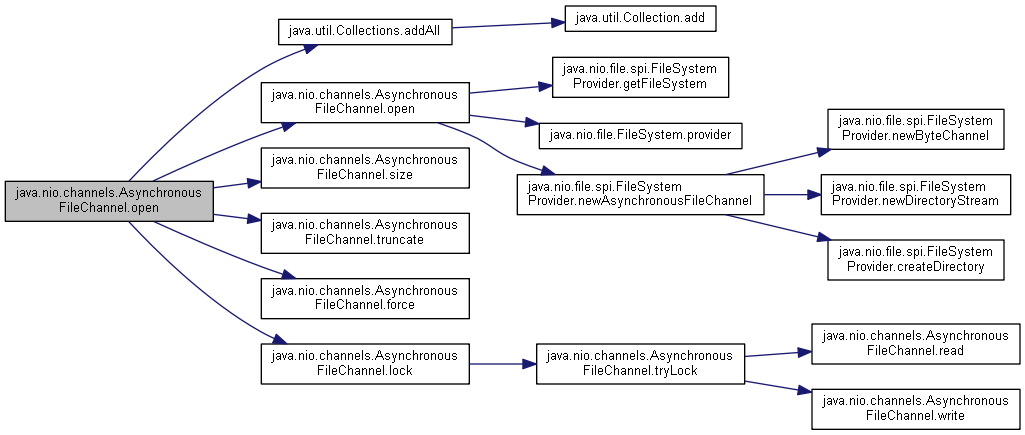 java.util.Collections.addAll
java.util.Collection.add
java.nio.channels.Asynchronous
FileChannel.open
java.nio.file.spi.FileSystem
Provider.getFileSystem
java.nio.file.FileSystem.provider
java.nio.file.spi.FileSystem
Provider.newByteChannel
java.nio.channels.Asynchronous
FileChannel.size
java.nio.channels.Asynchronous
FileChannel.open
java.nio.file.spi.FileSystem
Provider.newAsynchronousFileChannel
java.nio.file.spi.FileSystem
Provider.newDirectoryStream
java.nio.channels.Asynchronous
FileChannel.truncate
java.nio.file.spi.FileSystem
Provider.createDirectory
java.nio.channels.Asynchronous
FileChannel.force
java.nio.channels.Asynchronous
FileChannel.lock
java.nio.channels.Asynchronous
FileChannel.tryLock
java.nio.channels.Asynchronous
FileChannel.read
java.nio.channels.Asynchronous
FileChannel.write